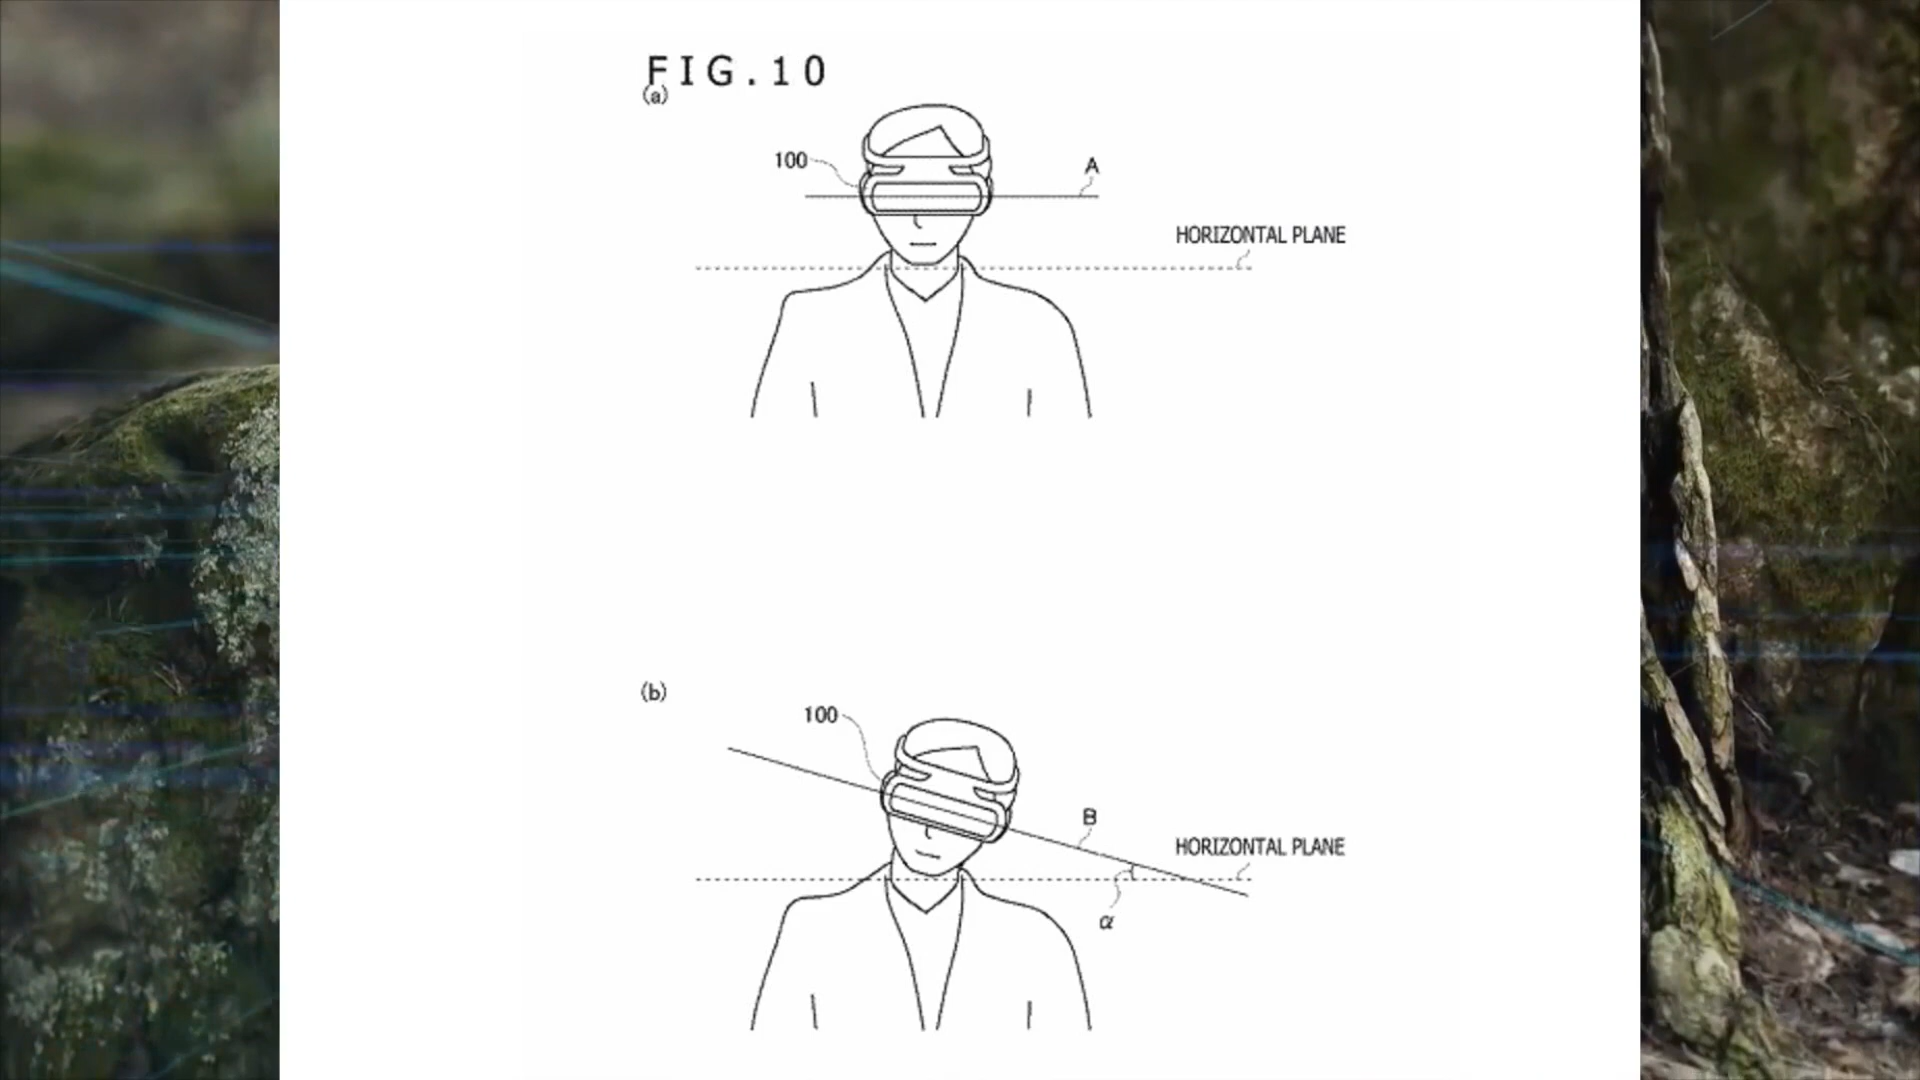 FIG.10
(a)
100
A
HORIZONTAL PLANE
(b)
100
B
HORIZONTAL PLANE
α